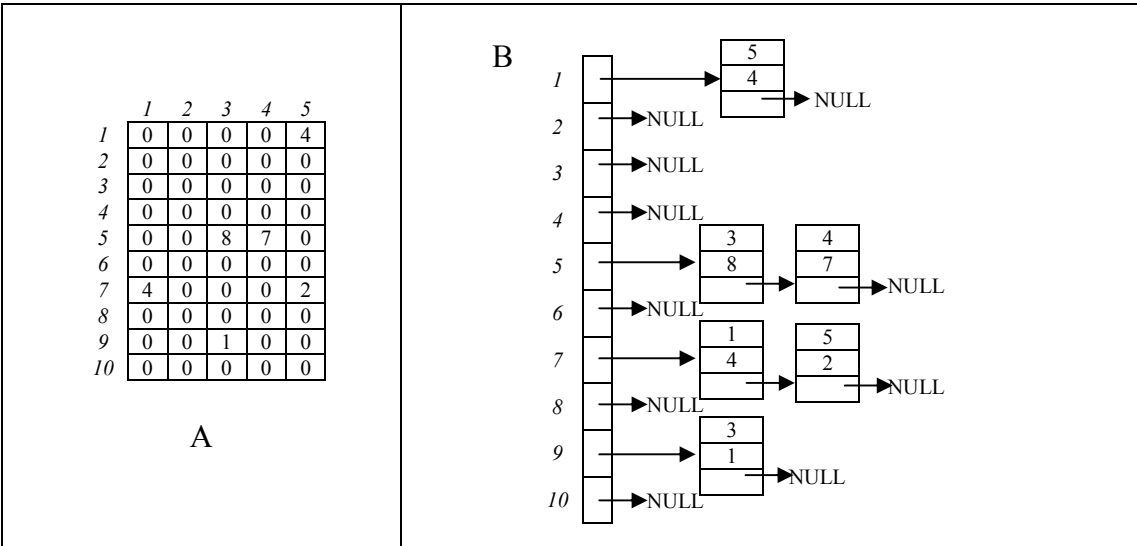 1 2 3 4 5
1 0 0 0 0 4
2 0 0 0 0 0
3 0 0 0 0 0
4 0 0 0 0 0
5 0 0 8 7 0
6 0 0 0 0 0
7 4 0 0 0 2
8 0 0 0 0 0
9 0 0 1 0 0
10 0 0 0 0 0
A
B
1
5
4
NULL
2 NULL
3 NULL
4 NULL
5
3
8
4
7
NULL
6 NULL
7
1
4
5
2
NULL
8 NULL
9
3
1
NULL
10 NULL